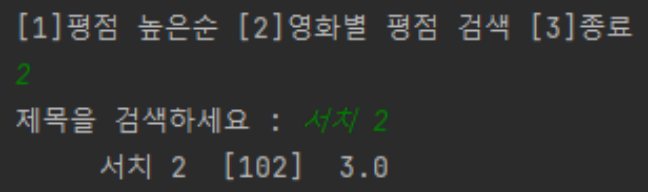 [1]평점 높은순 [2]영화별 평점 검색 [3]종료
2
제목을 검색하세요 : 서치 2
서치 2 [102] 3.0